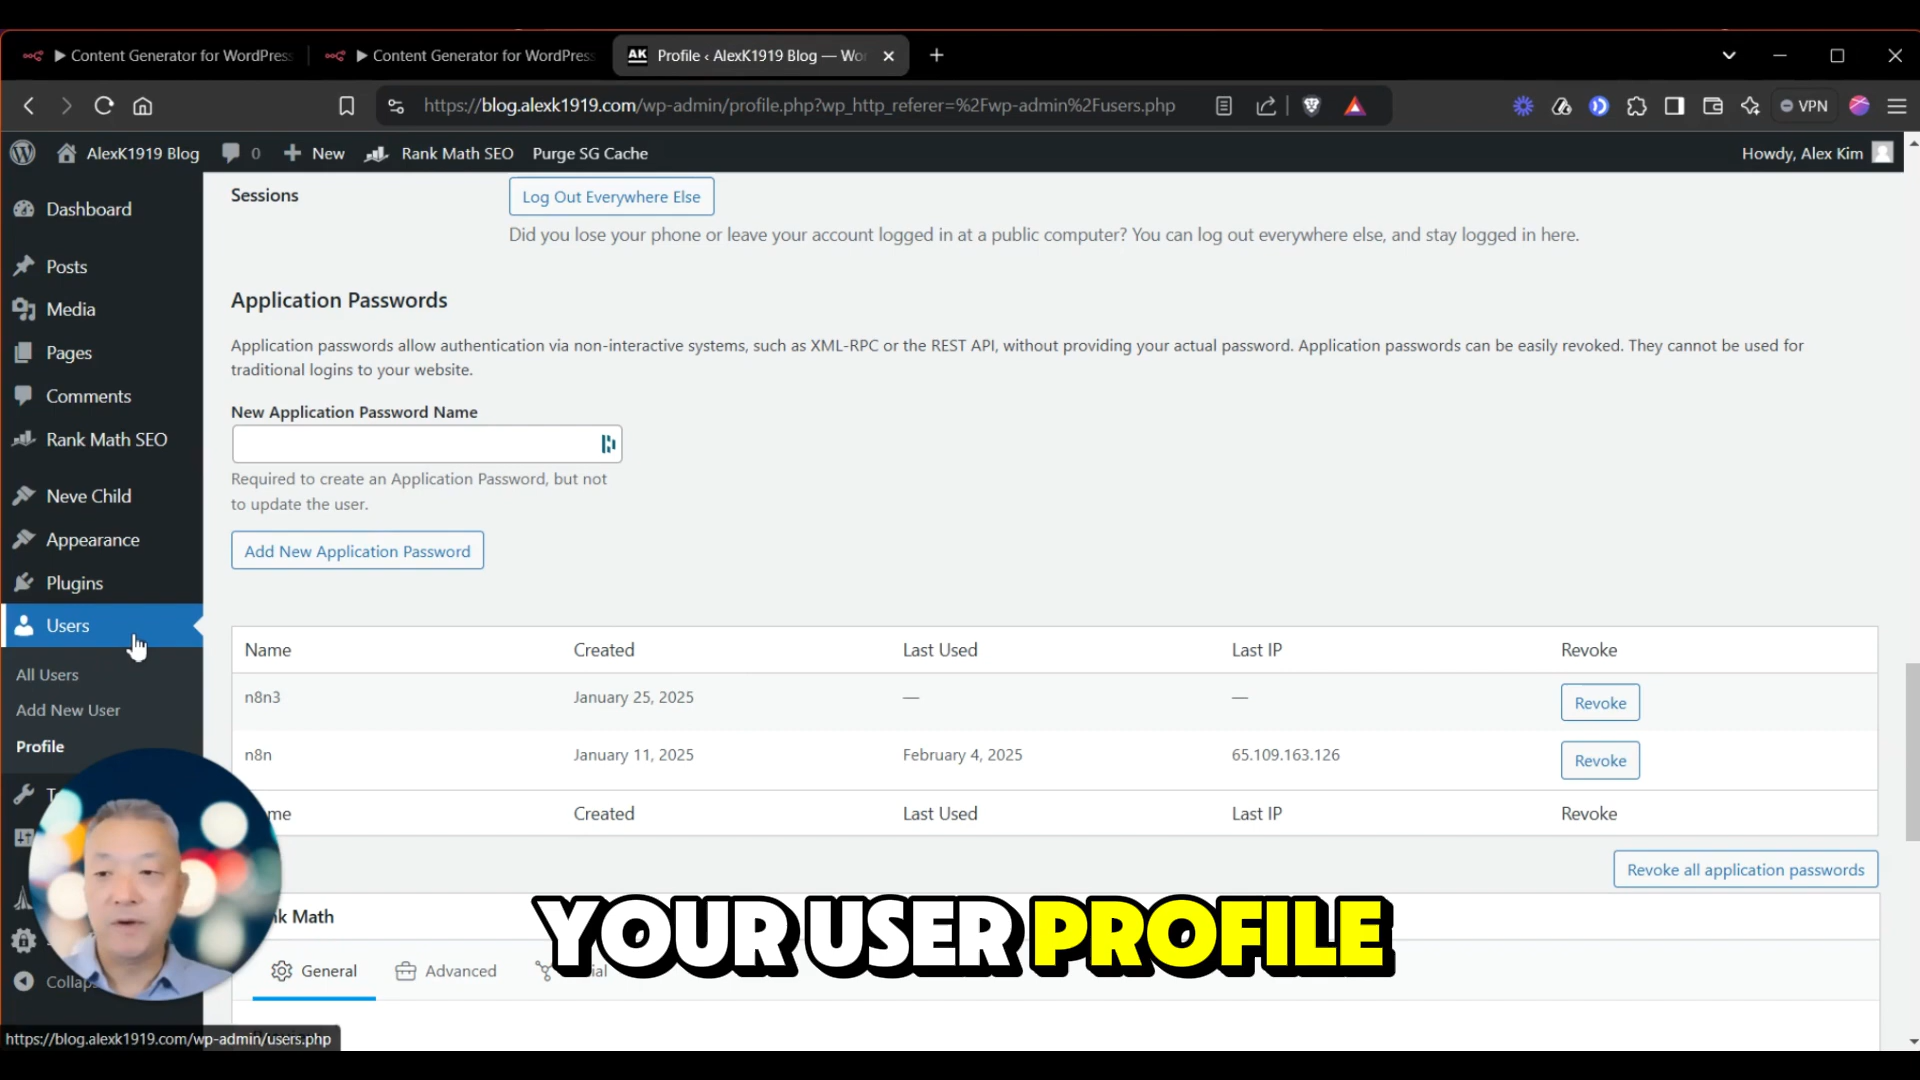 Content Generator for WordPress
Content Generator for WordPress
AK Profile ‹ AlexK1919 Blog — Wo
https://blog.alexk1919.com/wp-admin/profile.php?wp_http_referer=%2Fwp-admin%2Fusers.php
VPN
AlexK1919 Blog
0
New
Rank Math SEO
Purge SG Cache
Howdy, Alex Kim
Dashboard
Posts
Media
Pages
Comments
Rank Math SEO
Neve Child
Appearance
Plugins
Users
All Users
Add New User
Profile
T
Collap
Sessions
Log Out Everywhere Else
Did you lose your phone or leave your account logged in at a public computer? You can log out everywhere else, and stay logged in here.
Application Passwords
Application passwords allow authentication via non-interactive systems, such as XML-RPC or the REST API, without providing your actual password. Application passwords can be easily revoked. They cannot be used for
traditional logins to your website.
New Application Password Name
Required to create an Application Password, but not
to update the user.
Add New Application Password
Name Created Last Used Last IP Revoke
n8n3 January 25, 2025 — — Revoke
n8n January 11, 2025 February 4, 2025 65.109.163.126 Revoke
me Created Last Used Last IP Revoke
Revoke all application passwords
nk Math
General
Advanced
ial
YOUR USER PROFILE
https://blog.alexk1919.com/wp-admin/users.php